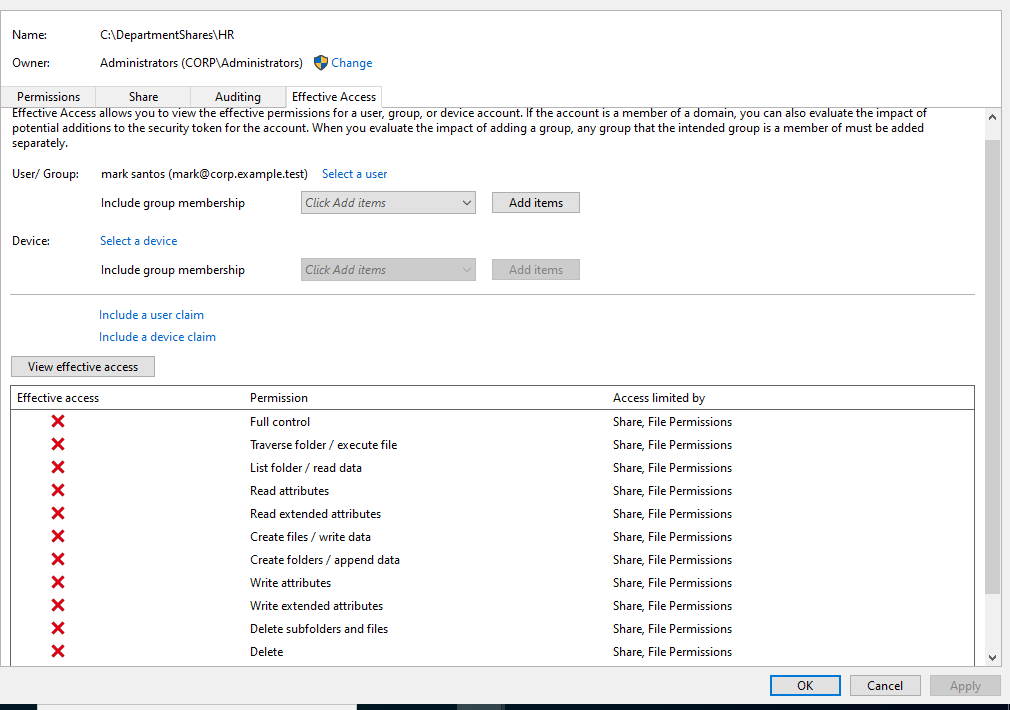 Name: C:\DepartmentShares\HR
Owner: Administrators (CORP\Administrators) Change
Permissions Share Auditing Effective Access
Effective Access allows you to view the effective permissions for a user, group, or device account. If the account is a member of a domain, you can also evaluate the impact of
potential additions to the security token for the account. When you evaluate the impact of adding a group, any group that the intended group is a member of must be added
separately.
User/ Group: mark santos (mark@corp.example.test) Select a user
Include group membership Click Add items Add items
Device: Select a device
Include group membership Click Add items Add items
Include a user claim
Include a device claim
View effective access
Effective access Permission Access limited by
Full control Share, File Permissions
Traverse folder / execute file Share, File Permissions
List folder / read data Share, File Permissions
Read attributes Share, File Permissions
Read extended attributes Share, File Permissions
Create files / write data Share, File Permissions
Create folders / append data Share, File Permissions
Write attributes Share, File Permissions
Write extended attributes Share, File Permissions
Delete subfolders and files Share, File Permissions
Delete Share, File Permissions
OK Cancel Apply